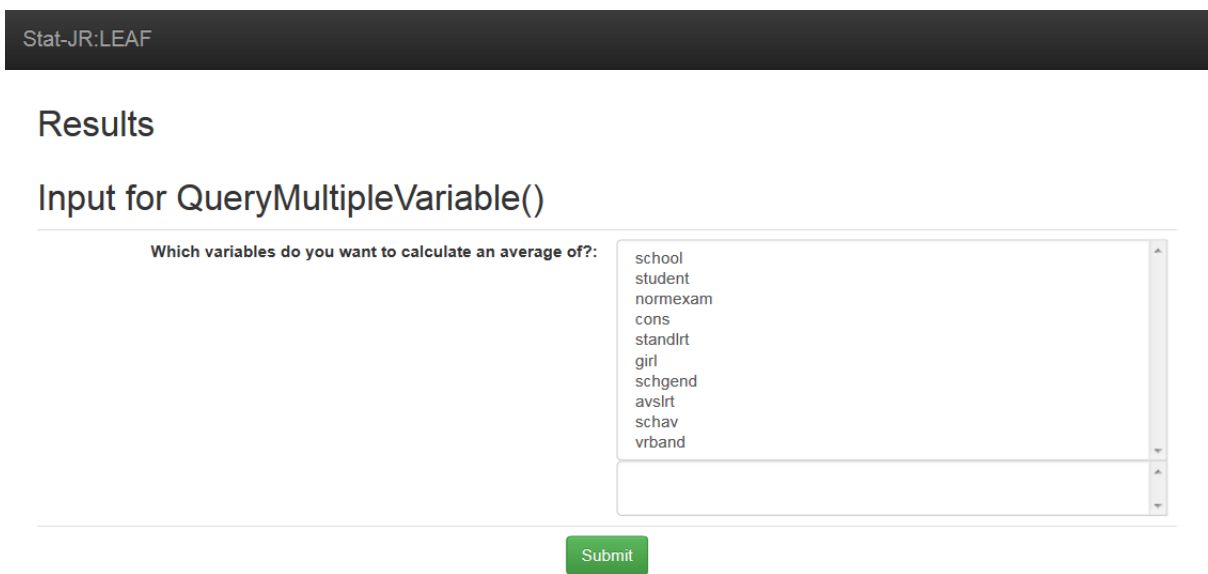 Stat-JR:LEAF
Results
Input for QueryMultipleVariable()
Which variables do you want to calculate an average of?:
school
student
normexam
cons
standlrt
girl
schgend
avslrt
schav
vrband
Submit